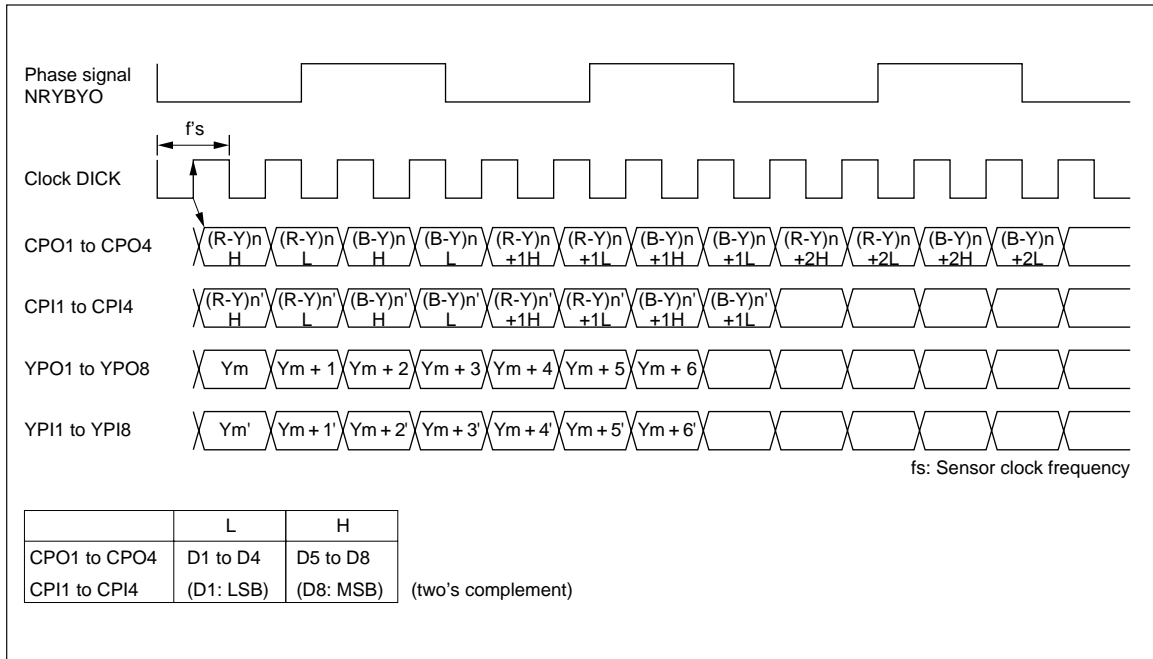 Phase signal
NRYBYO
f's
Clock DICK
CPO1 to CPO4 (R-Y)n H (R-Y)n L (B-Y)n H (B-Y)n L (R-Y)n +1H (R-Y)n +1L (B-Y)n +1H (B-Y)n +1L (R-Y)n +2H (R-Y)n +2L (B-Y)n +2H (B-Y)n +2L
CPI1 to CPI4 (R-Y)n' H (R-Y)n' L (B-Y)n' H (B-Y)n' L (R-Y)n' +1H (R-Y)n' +1L (B-Y)n' +1H (B-Y)n' +1L
YPO1 to YPO8 Ym Ym + 1 Ym + 2 Ym + 3 Ym + 4 Ym + 5 Ym + 6
YPI1 to YPI8 Ym' Ym + 1' Ym + 2' Ym + 3' Ym + 4' Ym + 5' Ym + 6'
fs: Sensor clock frequency
L H
CPO1 to CPO4 D1 to D4 D5 to D8
CPI1 to CPI4 (D1: LSB) (D8: MSB) (two's complement)